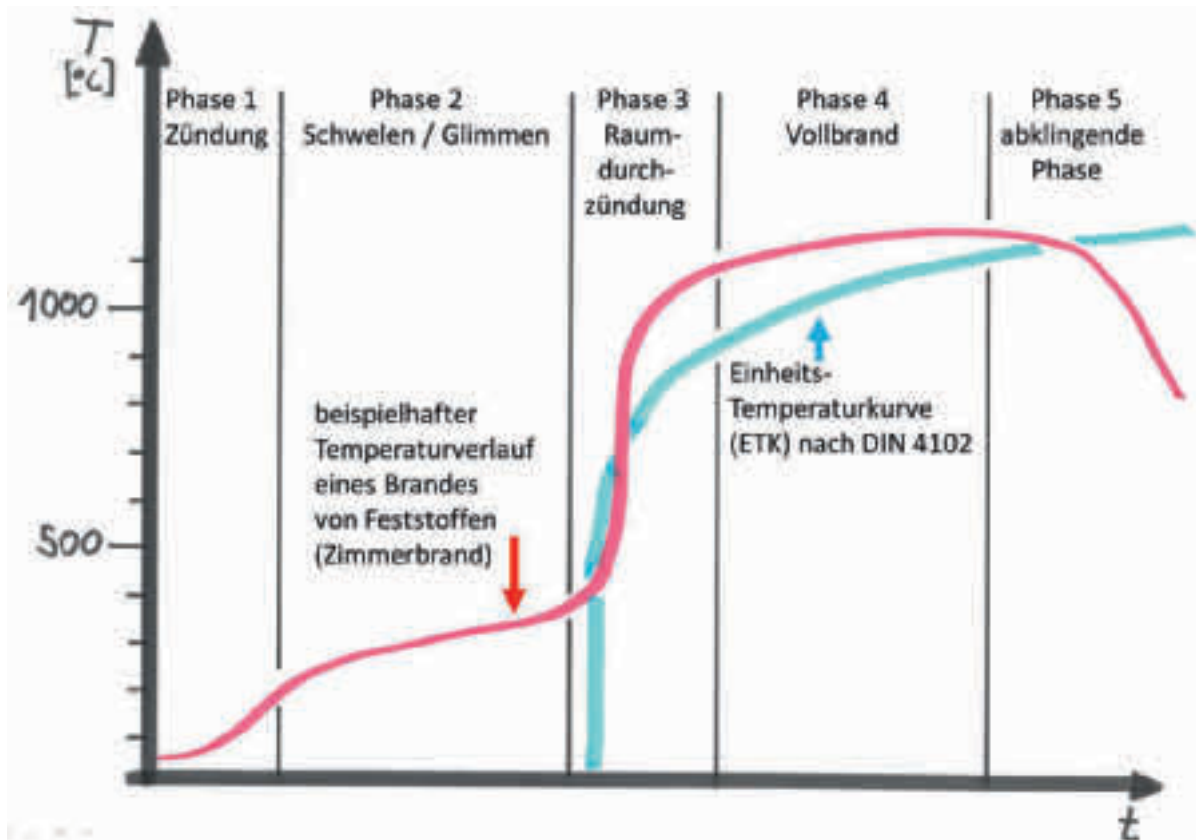 T
[°C]
Phase 1
Zündung
Phase 2
Schwelen / Glimmen
Phase 3
Raum-
durch-
zündung
Phase 4
Vollbrand
Phase 5
abklingende
Phase
1000
500
beispielhafter
Temperaturverlauf
eines Brandes
von Feststoffen
(Zimmerbrand)
Einheits-
Temperaturkurve
(ETK) nach DIN 4102
t